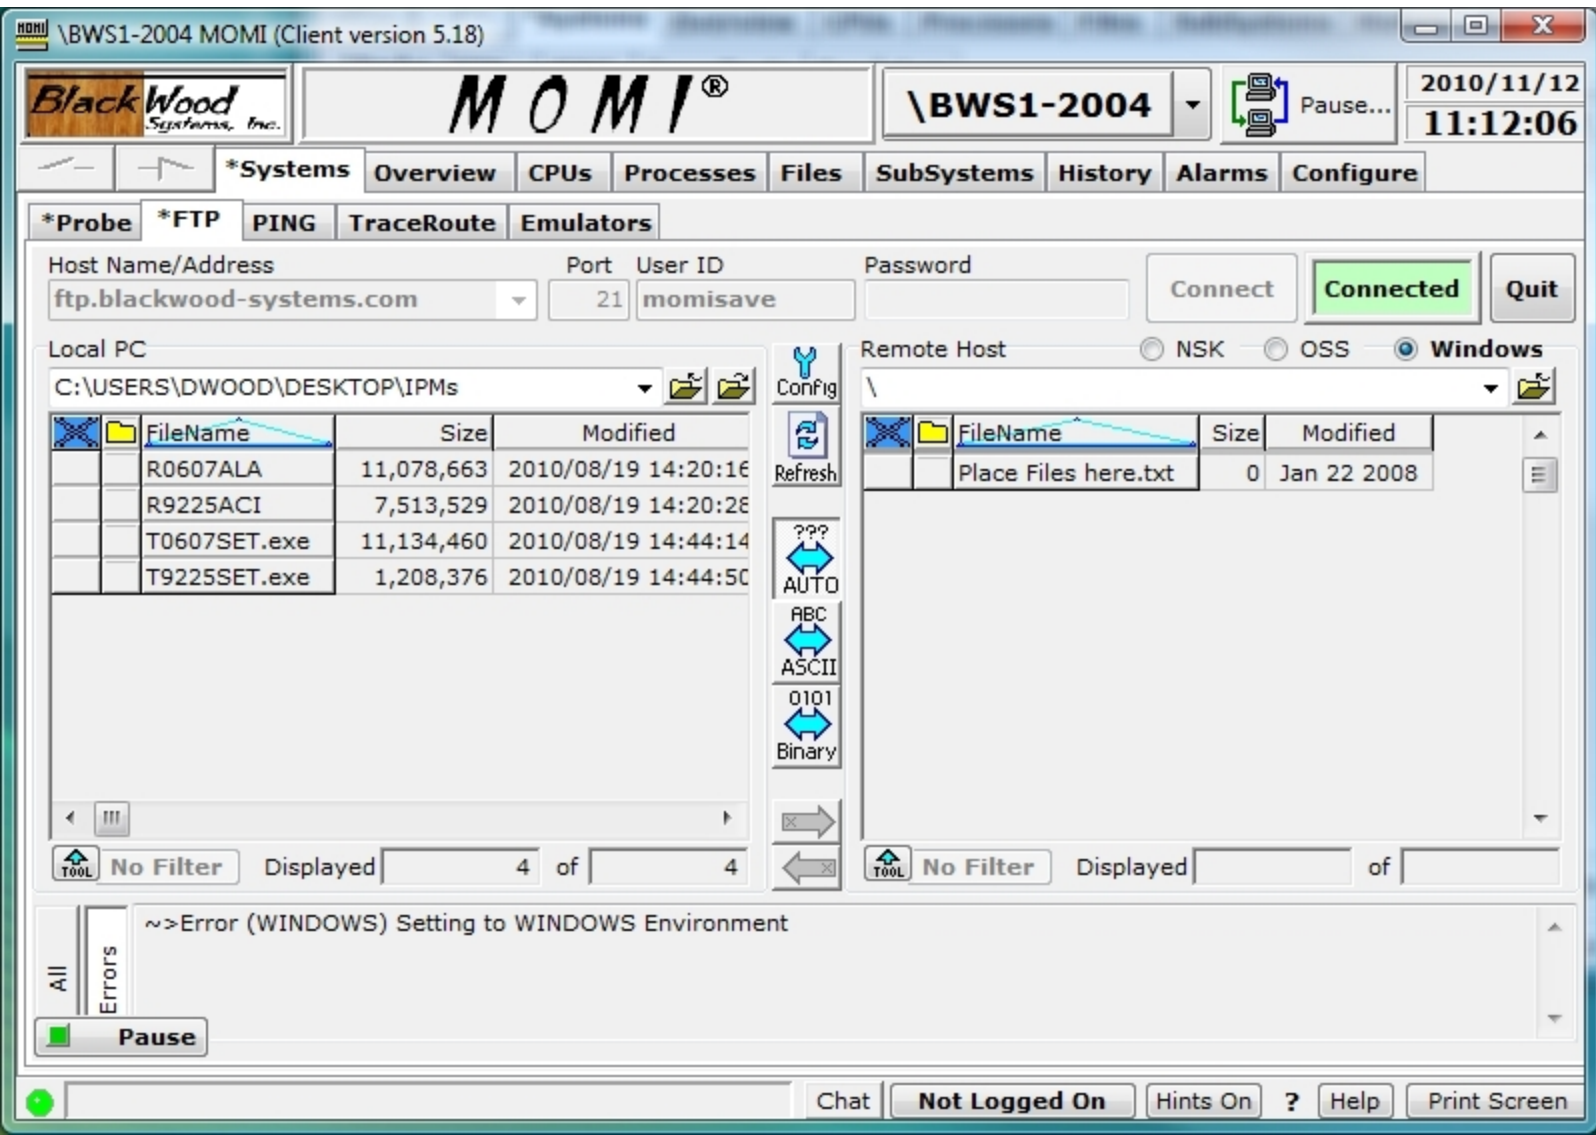 MOMI \BWS1-2004 MOMI (Client version 5.18)
BlackWood Systems, Inc. MOMI® \BWS1-2004 Pause... 2010/11/12
11:12:06
*Systems Overview CPUs Processes Files SubSystems History Alarms Configure
*Probe *FTP PING TraceRoute Emulators
Host Name/Address Port User ID Password
ftp.blackwood-systems.com 21 momisave Connect Connected Quit
Local PC Remote Host NSK OSS Windows
C:\USERS\DWOOD\DESKTOP\IPMs Config \
FileName Size Modified FileName Size Modified
R0607ALA 11,078,663 2010/08/19 14:20:16 Refresh Place Files here.txt 0 Jan 22 2008
R9225ACI 7,513,529 2010/08/19 14:20:28
T0607SET.exe 11,134,460 2010/08/19 14:44:14 ???
T9225SET.exe 1,208,376 2010/08/19 14:44:50 AUTO
ABC
ASCII
0101
Binary
TOOL No Filter Displayed 4 of 4 TOOL No Filter Displayed of
~>Error (WINDOWS) Setting to WINDOWS Environment
All
Errors
Pause
Chat Not Logged On Hints On ? Help Print Screen